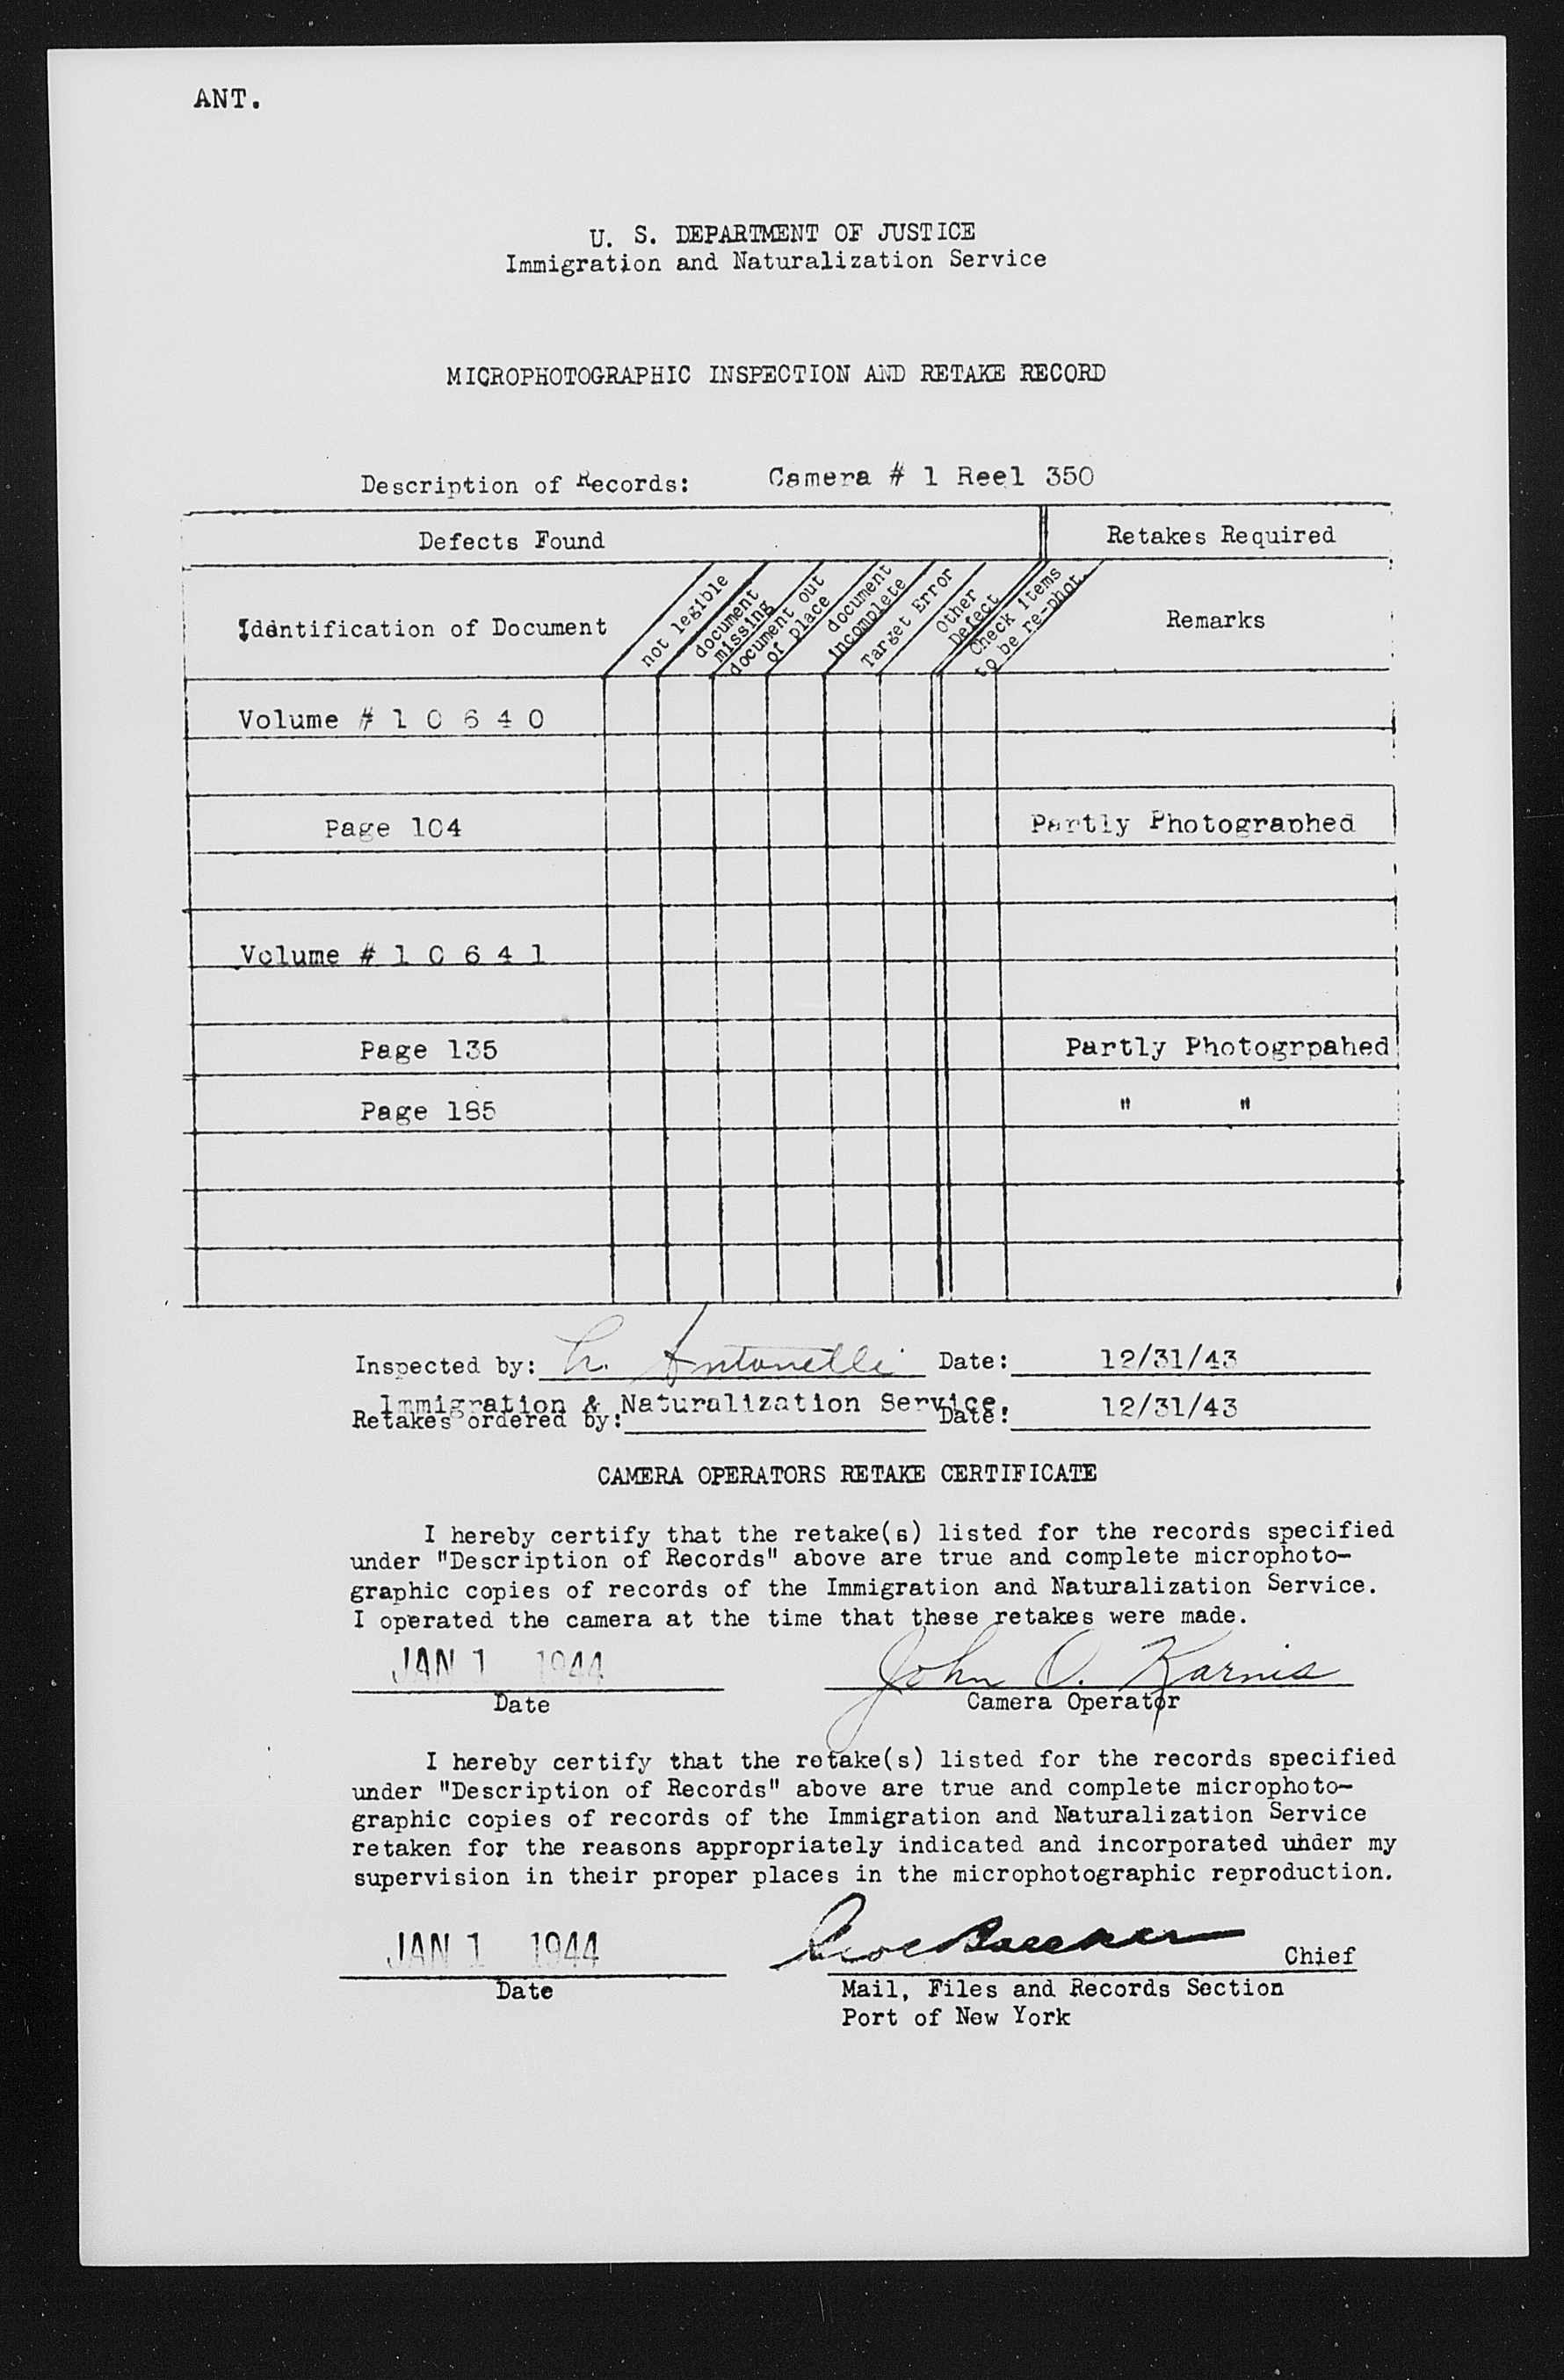 ANT.
U. S. DEPARTMENT OF JUSTICE
Immigration and Naturalization Service
MICROPHOTOGRAPHIC INSPECTION AND RETAKE RECORD
Description of Records: Camera # 1 Reel 350
Defects Found Retakes Required
Identification of Document
not legible
document missing
document out of place
document incomplete
Target Error
Other Defect
Check items to be re-phot.
Remarks
Volume # 1 0 6 4 0
Page 104 Partly Photographed
Volume # 1 0 6 4 1
Page 135 Partly Photogrpahed
Page 185 " "
Inspected by: Antonelli Date: 12/31/43
Immigration & Naturalization Service.
Retakes ordered by: Date: 12/31/43
CAMERA OPERATORS RETAKE CERTIFICATE
I hereby certify that the retake(s) listed for the records specified
under "Description of Records" above are true and complete microphoto-
graphic copies of records of the Immigration and Naturalization Service.
I operated the camera at the time that these retakes were made.
JAN 1 1944 John O. Karnis
Date Camera Operator
I hereby certify that the retake(s) listed for the records specified
under "Description of Records" above are true and complete microphoto-
graphic copies of records of the Immigration and Naturalization Service
retaken for the reasons appropriately indicated and incorporated under my
supervision in their proper places in the microphotographic reproduction.
JAN 1 1944 Chief
Date Mail, Files and Records Section
Port of New York